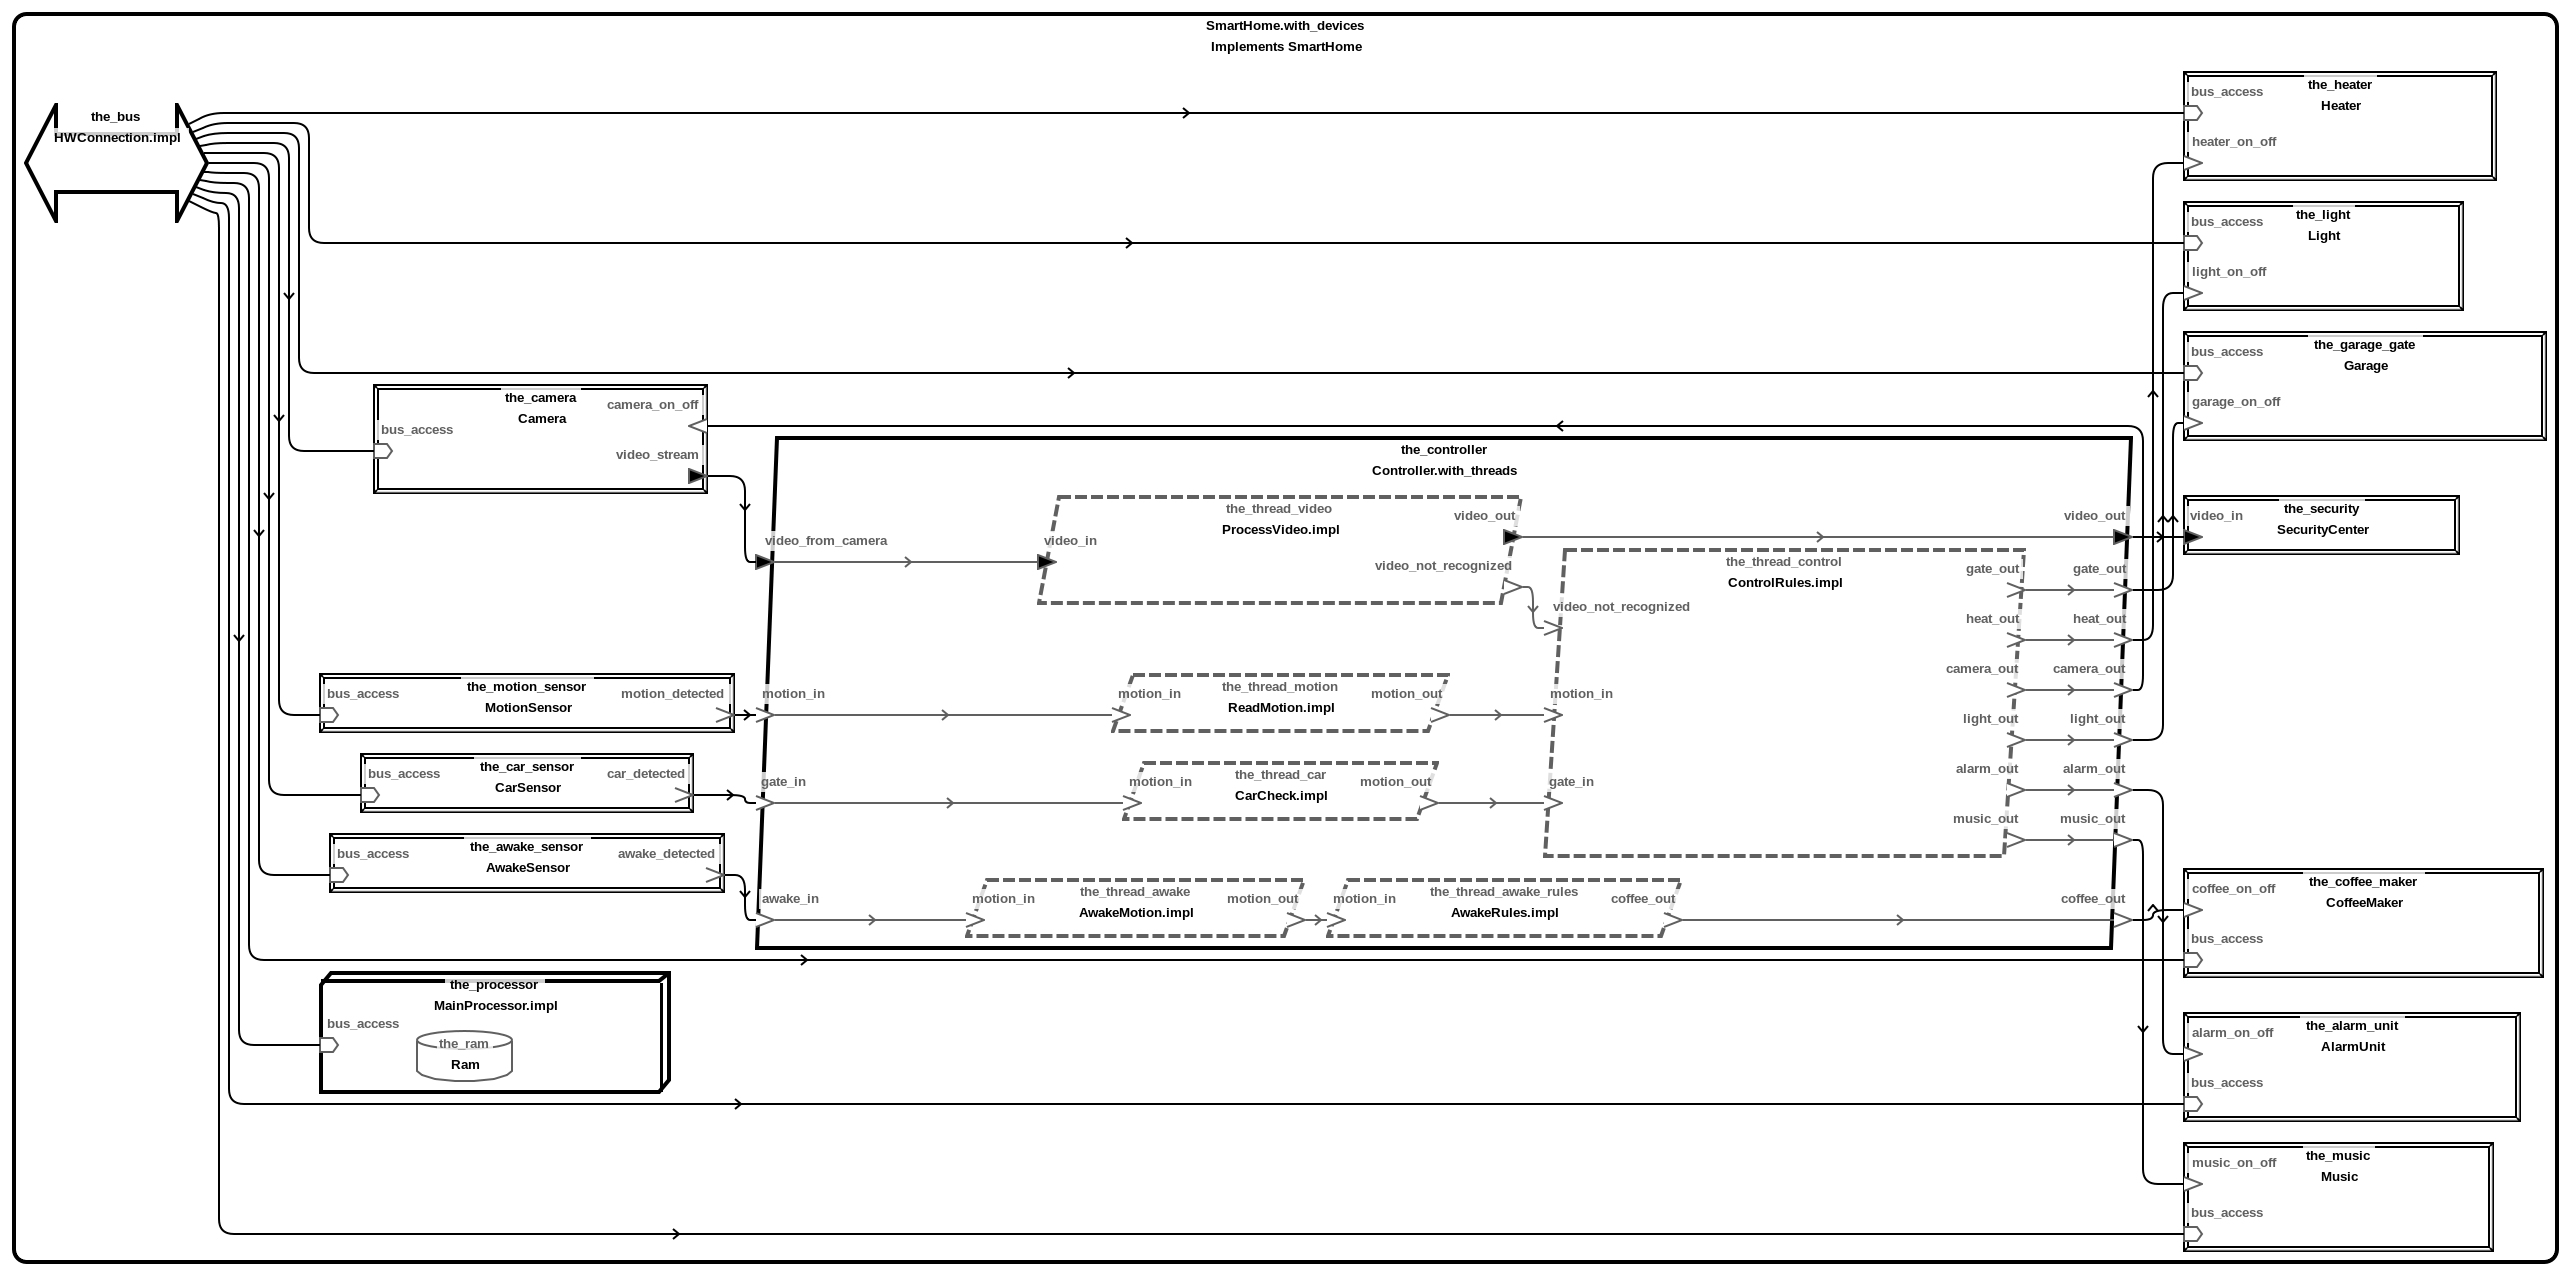 SmartHome.with_devices
Implements SmartHome
the_bus
HWConnection.impl
the_heater
Heater
bus_access
heater_on_off
the_light
Light
bus_access
light_on_off
the_garage_gate
Garage
bus_access
garage_on_off
the_camera
Camera
camera_on_off
bus_access
video_stream
the_controller
Controller.with_threads
video_from_camera
the_thread_video
ProcessVideo.impl
video_in
video_out
video_not_recognized
the_thread_control
ControlRules.impl
video_not_recognized
motion_in
gate_in
gate_out
heat_out
camera_out
light_out
alarm_out
music_out
video_out
gate_out
heat_out
camera_out
light_out
alarm_out
music_out
coffee_out
the_security
SecurityCenter
video_in
the_motion_sensor
MotionSensor
bus_access
motion_detected
motion_in
the_thread_motion
ReadMotion.impl
motion_in
motion_out
the_car_sensor
CarSensor
bus_access
car_detected
gate_in
the_thread_car
CarCheck.impl
motion_in
motion_out
the_awake_sensor
AwakeSensor
bus_access
awake_detected
awake_in
the_thread_awake
AwakeMotion.impl
motion_in
motion_out
the_thread_awake_rules
AwakeRules.impl
motion_in
coffee_out
the_coffee_maker
CoffeeMaker
coffee_on_off
bus_access
the_processor
MainProcessor.impl
bus_access
the_ram
Ram
the_alarm_unit
AlarmUnit
alarm_on_off
bus_access
the_music
Music
music_on_off
bus_access